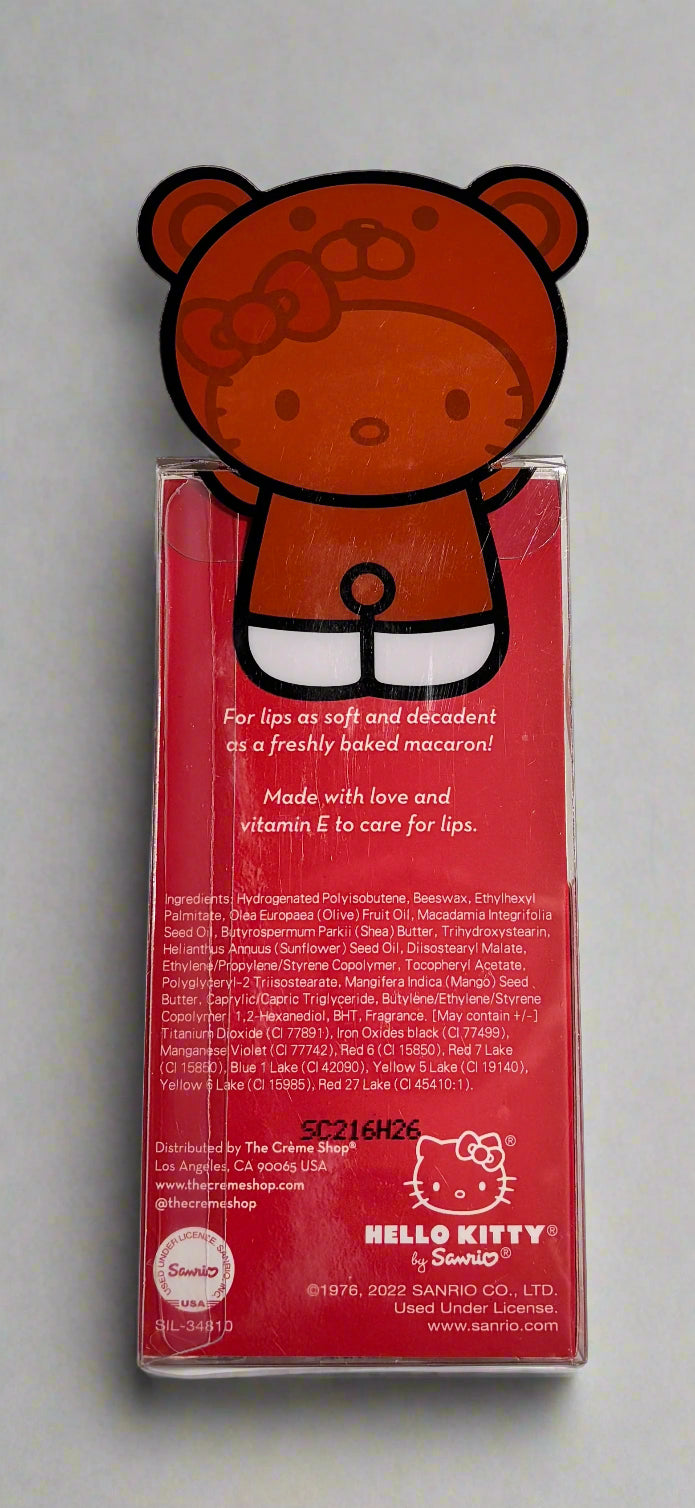 For lips as soft and decadent
as a freshly baked macaron!
Made with love and
vitamin E to care for lips.
Ingredients: Hydrogenated Polyisobutene, Beeswax, Ethylhexyl
Palmitate, Olea Europaea (Olive) Fruit Oil, Macadamia Integrifolia
Seed Oil, Butyrospermum Parkii (Shea) Butter, Trihydroxystearin,
Helianthus Annuus (Sunflower) Seed Oil, Diisostearyl Malate,
Ethylene/Propylene/Styrene Copolymer, Tocopheryl Acetate,
Polyglyceryl-2 Triisostearate, Mangifera Indica (Mango) Seed
Butter, Caprylic/Capric Triglyceride, Butylene/Ethylene/Styrene
Copolymer, 1,2-Hexanediol, BHT, Fragrance. [May contain +/-]
Titanium Dioxide (CI 77891), Iron Oxides black (CI 77499),
Manganese Violet (CI 77742), Red 6 (CI 15850), Red 7 Lake
(CI 15850), Blue 1 Lake (CI 42090), Yellow 5 Lake (CI 19140),
Yellow 6 Lake (CI 15985), Red 27 Lake (CI 45410:1).
SC216H26
Distributed by The Crème Shop®
Los Angeles, CA 90065 USA
www.thecremeshop.com
@thecremeshop
®
HELLO KITTY®
by Sanrio®
USED UNDER LICENCE SANRIO, INC.
Sanrio
USA
SIL-34810
©1976, 2022 SANRIO CO., LTD.
Used Under License.
www.sanrio.com